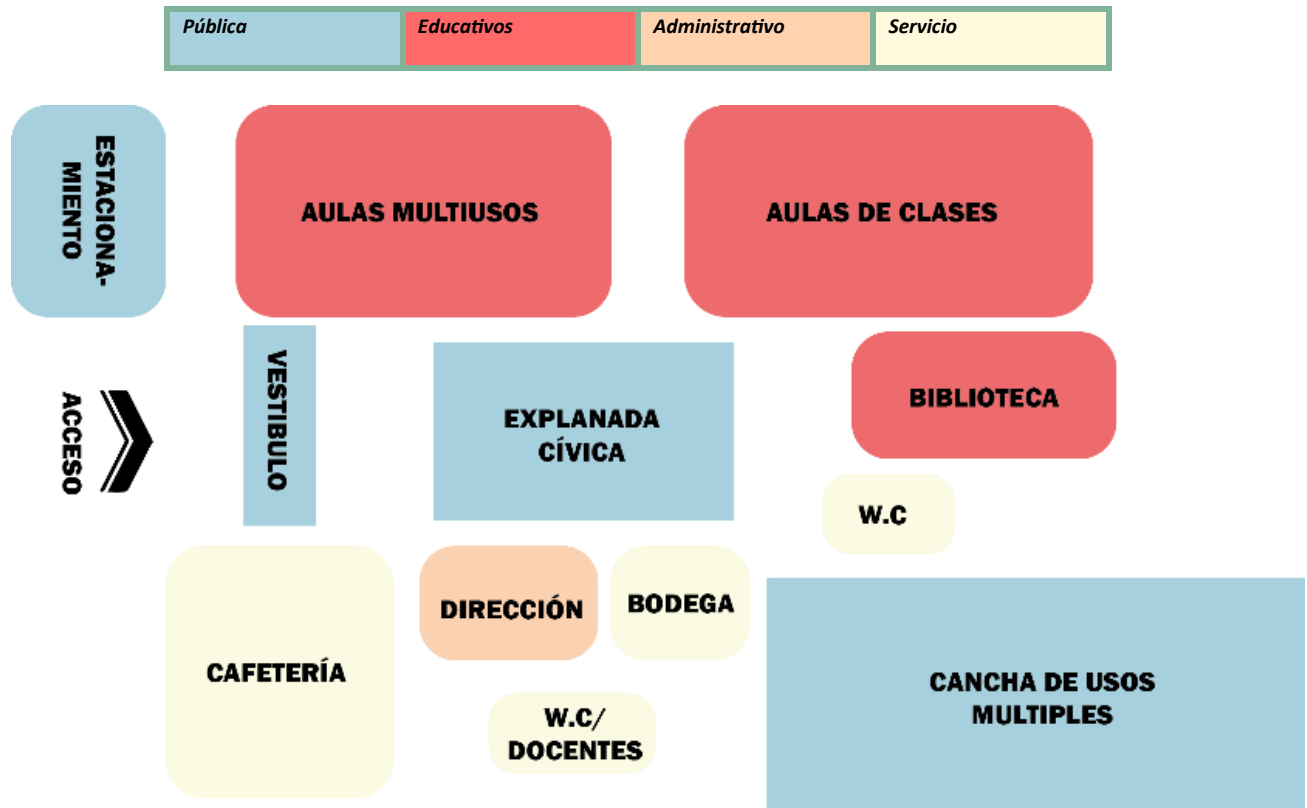 Pública
Educativos
Administrativo
Servicio
ESTACIONA-
MIENTO
AULAS MULTIUSOS
AULAS DE CLASES
ACCESO
VESTIBULO
EXPLANADA
CÍVICA
BIBLIOTECA
W.C
CAFETERÍA
DIRECCIÓN
BODEGA
W.C/
DOCENTES
CANCHA DE USOS
MULTIPLES